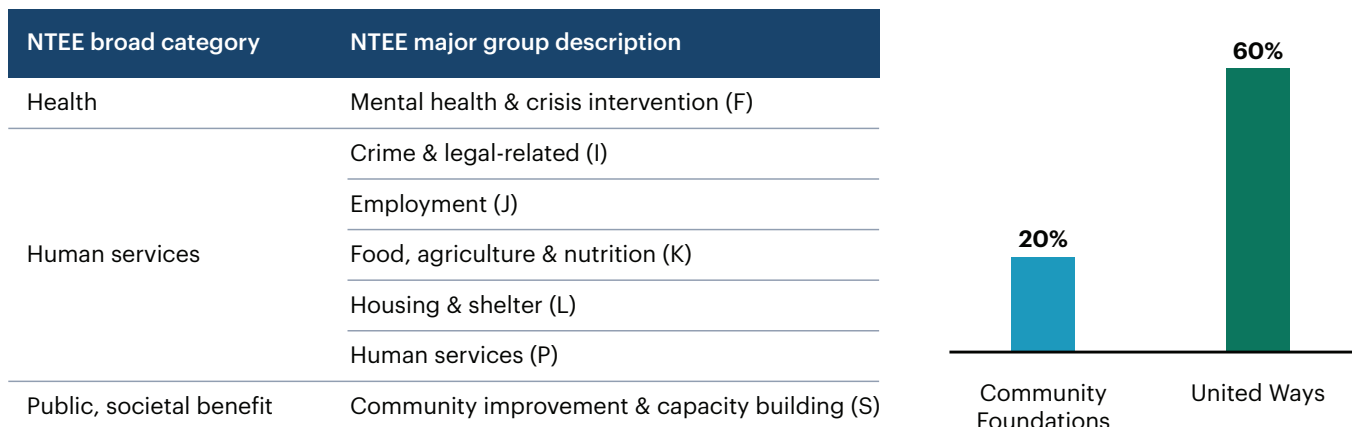 NTEE broad category NTEE major group description
Health Mental health & crisis intervention (F)
Crime & legal-related (I)
Employment (J)
Human services Food, agriculture & nutrition (K)
Housing & shelter (L)
Human services (P)
Public, societal benefit Community improvement & capacity building (S)
60%
20%
Community
Foundations
United Ways